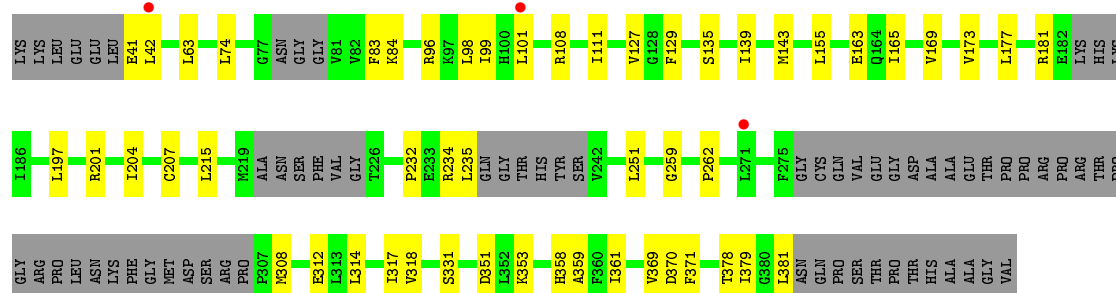 LYS LYS LEU GLU GLU LEU E41 L42 L63 L74 G77 ASN GLY GLY V81 V82 F83 K84 R96 K97 L98 I99 H100 L101 R108 I111 V127 G128 F129 S135 I139 M143 L155 E163 Q164 I165 V169 V173 L177 R181 E182 LYS HIS
I186 L197 R201 I204 C207 L215 M219 ALA ASN SER PHE VAL GLY T226 P232 E233 R234 L235 GLN GLY THR HIS TYR SER V242 L251 G259 P262 L271 F275 GLY CYS GLN VAL GLU GLY ASP ALA ALA GLU THR PRO PRO ARG PRO ARG THR
GLY ARG PRO LEU ASN LYS PHE GLY MET ASP SER ARG PRO P307 M308 E312 L313 L314 I317 V318 S331 D351 L352 K353 H358 A359 F360 I361 V369 D370 F371 T378 I379 G380 L381 ASN GLN PRO SER THR PRO THR HIS ALA ALA GLY VAL